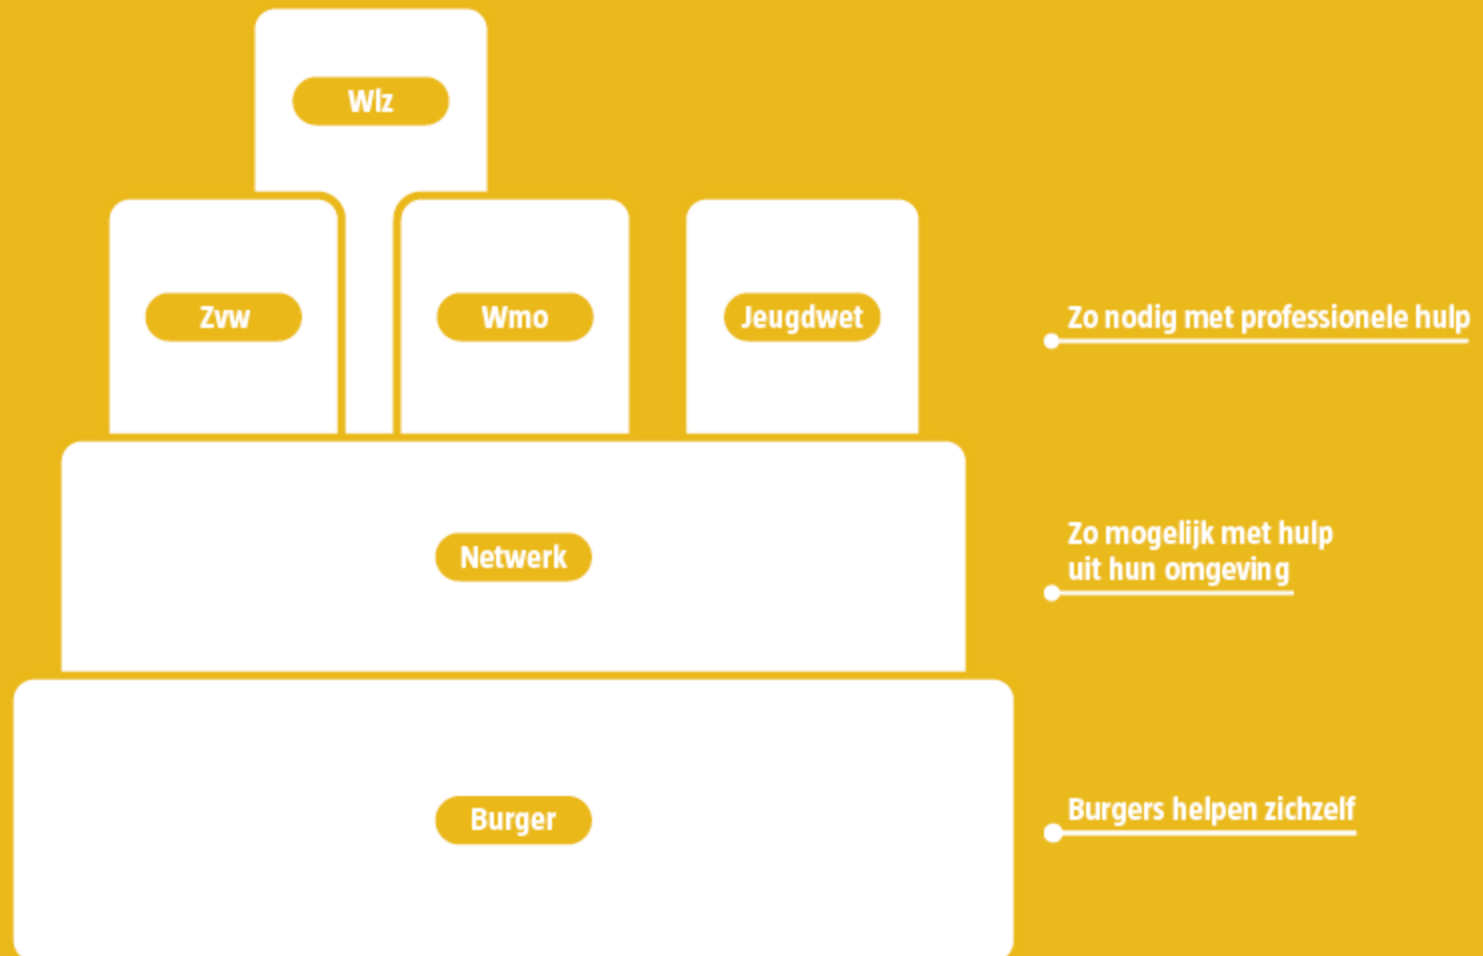 Wlz
Zvw
Wmo
Jeugdwet
Zo nodig met professionele hulp
Netwerk
Zo mogelijk met hulp
uit hun omgeving
Burger
Burgers helpen zichzelf